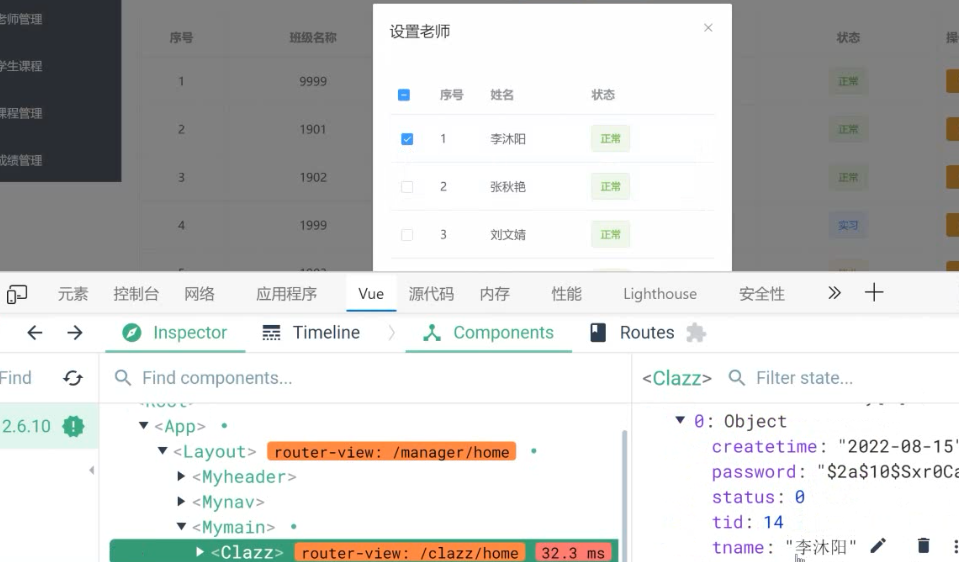 老师管理
学生课程
课程管理
成绩管理
序号 班级名称 状态
1 9999 正常
2 1901 正常
3 1902 正常
4 1999 实习
设置老师 ×
序号 姓名 状态
1 李沐阳 正常
2 张秋艳 正常
3 刘文婧 正常
元素 控制台 网络 应用程序 Vue 源代码 内存 性能 Lighthouse 安全性
Inspector Timeline Components Routes
Find Find components... <Clazz> Filter state...
2.6.10
<App>
<Layout> router-view: /manager/home
<Myheader>
<Mynav>
<Mymain>
<Clazz> router-view: /clazz/home 32.3 ms
0: Object
createtime: "2022-08-15"
password: "$2a$10$Sxr0Ca
status: 0
tid: 14
tname: "李沐阳"